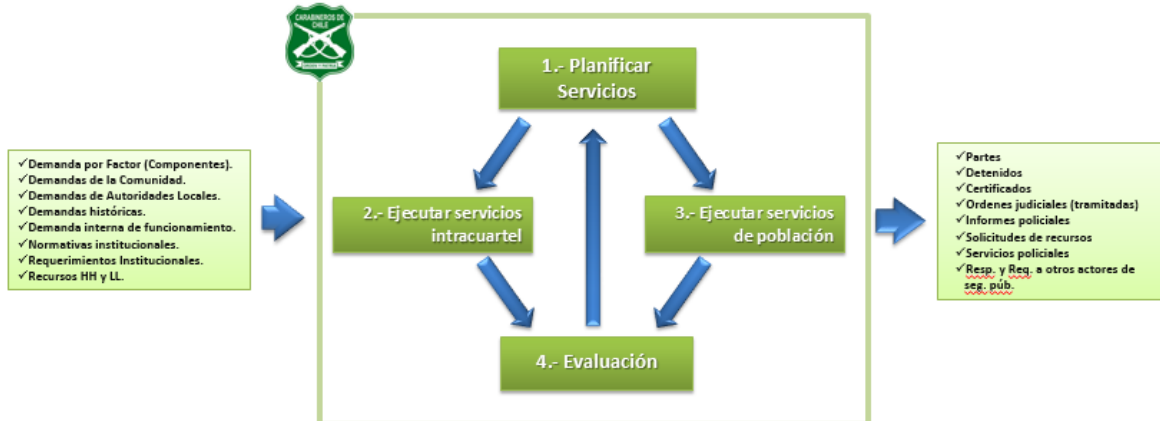 CARABINEROS DE
CHILE
1.- Planificar
Servicios
✓Demanda por Factor (Componentes).
✓Demandas de la Comunidad.
✓Demandas de Autoridades Locales.
✓Demandas históricas.
✓Demanda interna de funcionamiento.
✓Normativas institucionales.
✓Requerimientos Institucionales.
✓Recursos HH y LL.
2.- Ejecutar servicios
intracuartel
3.- Ejecutar servicios
de población
4.- Evaluación
✓Partes
✓Detenidos
✓Certificados
✓Ordenes judiciales (tramitadas)
✓Informes policiales
✓Solicitudes de recursos
✓Servicios policiales
✓Resp. y Req. a otros actores de
seg. púb.